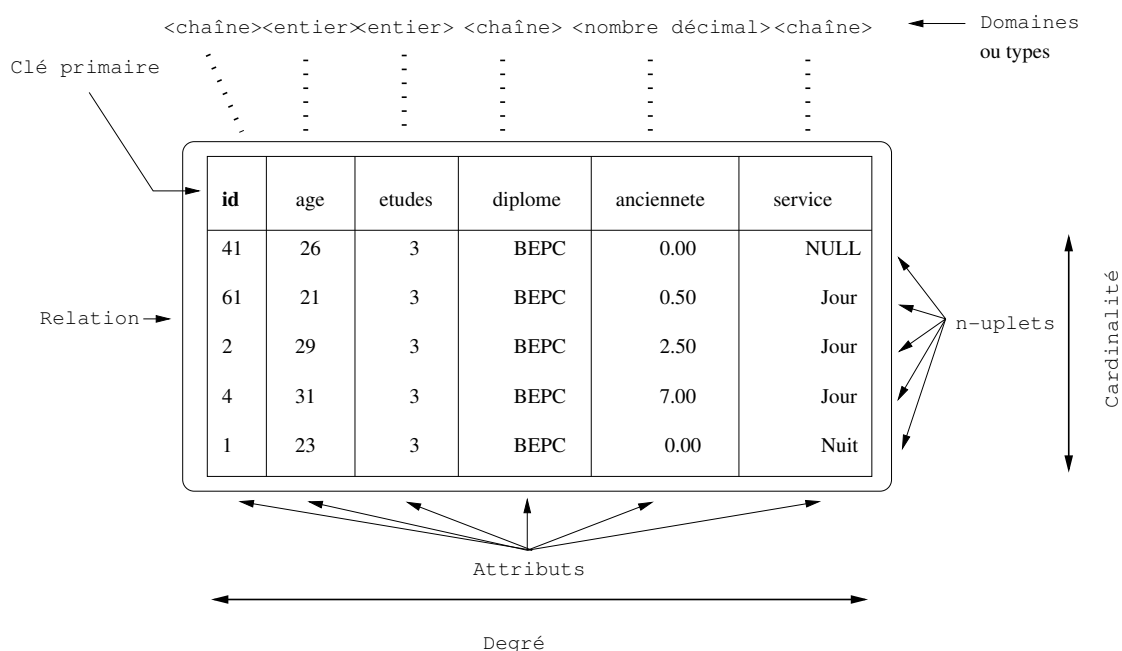 <chaîne><entier><entier> <chaîne> <nombre décimal><chaîne>
Domaines
ou types
Clé primaire
id age etudes diplome anciennete service
41 26 3 BEPC 0.00 NULL
61 21 3 BEPC 0.50 Jour
2 29 3 BEPC 2.50 Jour
4 31 3 BEPC 7.00 Jour
1 23 3 BEPC 0.00 Nuit
Relation
n-uplets
Cardinalité
Attributs
Degré